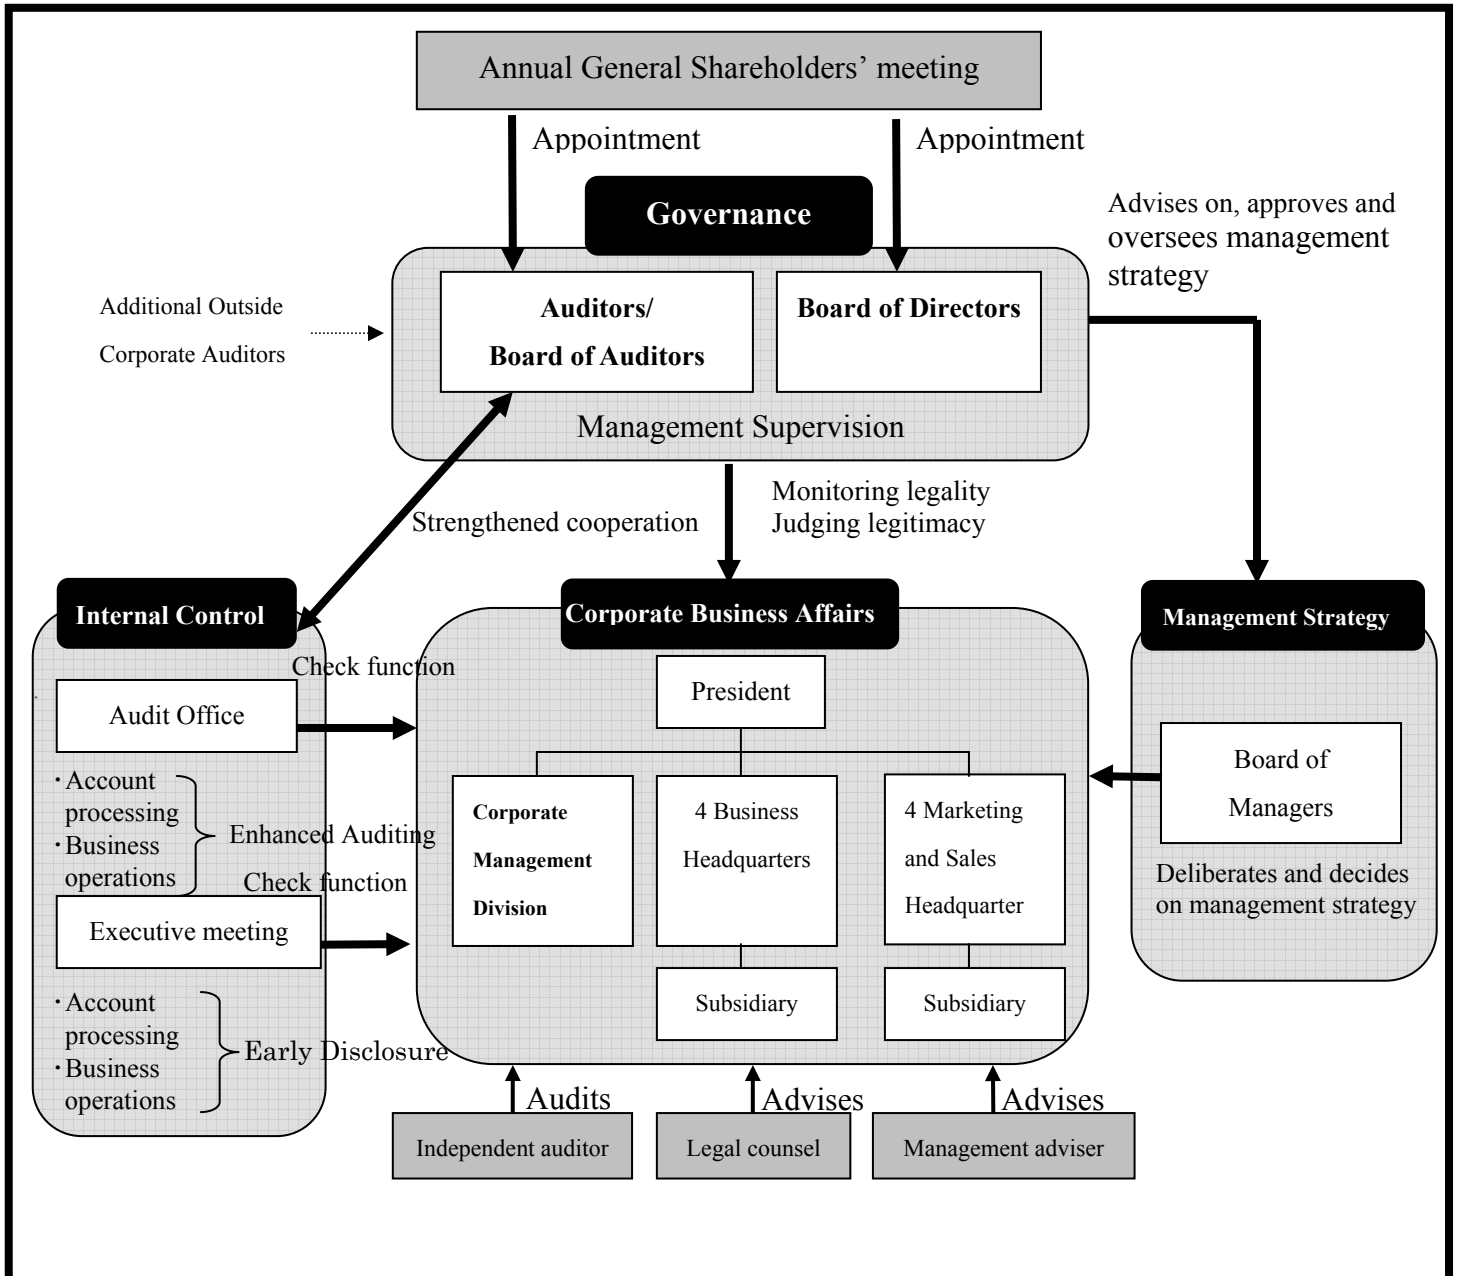 Annual General Shareholders’ meeting
Appointment
Appointment
Governance
Advises on, approves and
oversees management
strategy
Additional Outside
Corporate Auditors
Auditors/
Board of Auditors
Board of Directors
Management Supervision
Strengthened cooperation
Monitoring legality
Judging legitimacy
Internal Control
Check function
Audit Office
・Account
processing
・Business
operations
Enhanced Auditing
Check function
Executive meeting
・Account
processing
・Business
operations
Early Disclosure
Corporate Business Affairs
President
Corporate
Management
Division
4 Business
Headquarters
4 Marketing
and Sales
Headquarter
Subsidiary
Subsidiary
Management Strategy
Board of
Managers
Deliberates and decides
on management strategy
Audits
Advises
Advises
Independent auditor
Legal counsel
Management adviser